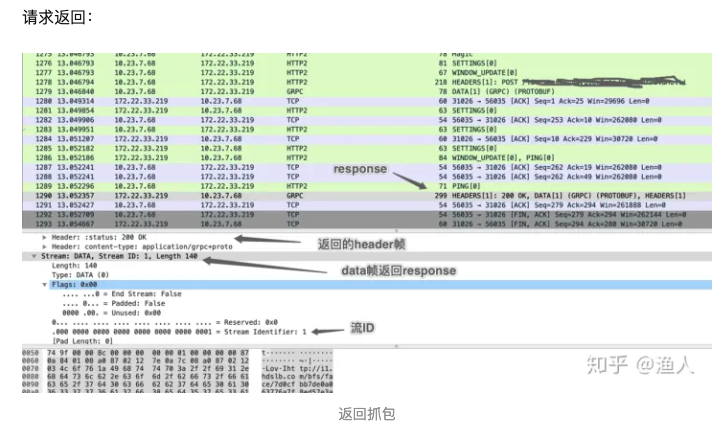 请求返回：
1275 13.046793 10.23.7.68 172.22.33.219 HTTP2 78 Magic
1276 13.046793 10.23.7.68 172.22.33.219 HTTP2 81 SETTINGS[0]
1277 13.046793 10.23.7.68 172.22.33.219 HTTP2 67 WINDOW_UPDATE[0]
1278 13.046794 10.23.7.68 172.22.33.219 HTTP2 218 HEADERS[1]: POST
1279 13.046840 10.23.7.68 172.22.33.219 GRPC 78 DATA[1] (GRPC) (PROTOBUF)
1280 13.049314 172.22.33.219 10.23.7.68 TCP 60 31026 → 56035 [ACK] Seq=1 Ack=25 Win=29696 Len=0
1281 13.049854 172.22.33.219 10.23.7.68 HTTP2 63 SETTINGS[0]
1282 13.049906 10.23.7.68 172.22.33.219 TCP 54 56035 → 31026 [ACK] Seq=253 Ack=10 Win=262080 Len=0
1283 13.049951 10.23.7.68 172.22.33.219 HTTP2 63 SETTINGS[0]
1284 13.051207 172.22.33.219 10.23.7.68 TCP 60 31026 → 56035 [ACK] Seq=10 Ack=229 Win=30720 Len=0
1285 13.052182 172.22.33.219 10.23.7.68 HTTP2 63 SETTINGS[0]
1286 13.052186 172.22.33.219 10.23.7.68 HTTP2 84 WINDOW_UPDATE[0], PING[0]
1287 13.052241 10.23.7.68 172.22.33.219 TCP 54 56035 → 31026 [ACK] Seq=262 Ack=19 Win=262080 Len=0
1288 13.052241 10.23.7.68 172.22.33.219 TCP 54 56035 → 31026 [ACK] Seq=262 Ack=49 Win=262080 Len=0
response
1289 13.052296 10.23.7.68 172.22.33.219 HTTP2 71 PING[0]
1290 13.052357 172.22.33.219 10.23.7.68 GRPC 299 HEADERS[1]: 200 OK, DATA[1] (GRPC) (PROTOBUF), HEADERS[1]
1291 13.052427 10.23.7.68 172.22.33.219 TCP 54 56035 → 31026 [ACK] Seq=279 Ack=294 Win=261888 Len=0
1292 13.052709 10.23.7.68 172.22.33.219 TCP 54 56035 → 31026 [FIN, ACK] Seq=279 Ack=294 Win=262144 Len=0
1293 13.054667 172.22.33.219 10.23.7.68 TCP 60 31026 → 56035 [FIN, ACK] Seq=294 Ack=280 Win=30720 Len=0
Header: :status: 200 OK
返回的header帧
Header: content-type: application/grpc+proto
Stream: DATA, Stream ID: 1, Length 140
data帧返回response
Length: 140
Type: DATA (0)
Flags: 0x00
.... ...0 = End Stream: False
.... 0... = Padded: False
0000 .00. = Unused: 0x00
0... .... .... .... .... .... .... .... = Reserved: 0x0
.000 0000 0000 0000 0000 0000 0000 0001 = Stream Identifier: 1
流ID
[Pad Length: 0]
0050 74 9f 00 00 8c 00 00 00 00 00 01 00 00 00 00 87
0060 0a 84 01 08 a0 87 02 12 7e 0a 7c 08 a0 87 02 12
0070 03 4c 6f 76 1a 49 68 74 74 70 3a 2f 2f 69 31 2e -Lov-Iht tp://i1.
0080 68 64 73 6c 62 2e 63 6f 6d 2f 62 66 73 2f 66 61 hdslb.co m/bfs/fa
0090 63 65 2f 37 64 30 63 66 62 62 37 64 65 30 61 30 ce/7d0cf bb7de0a0
知乎 @渔人
返回抓包